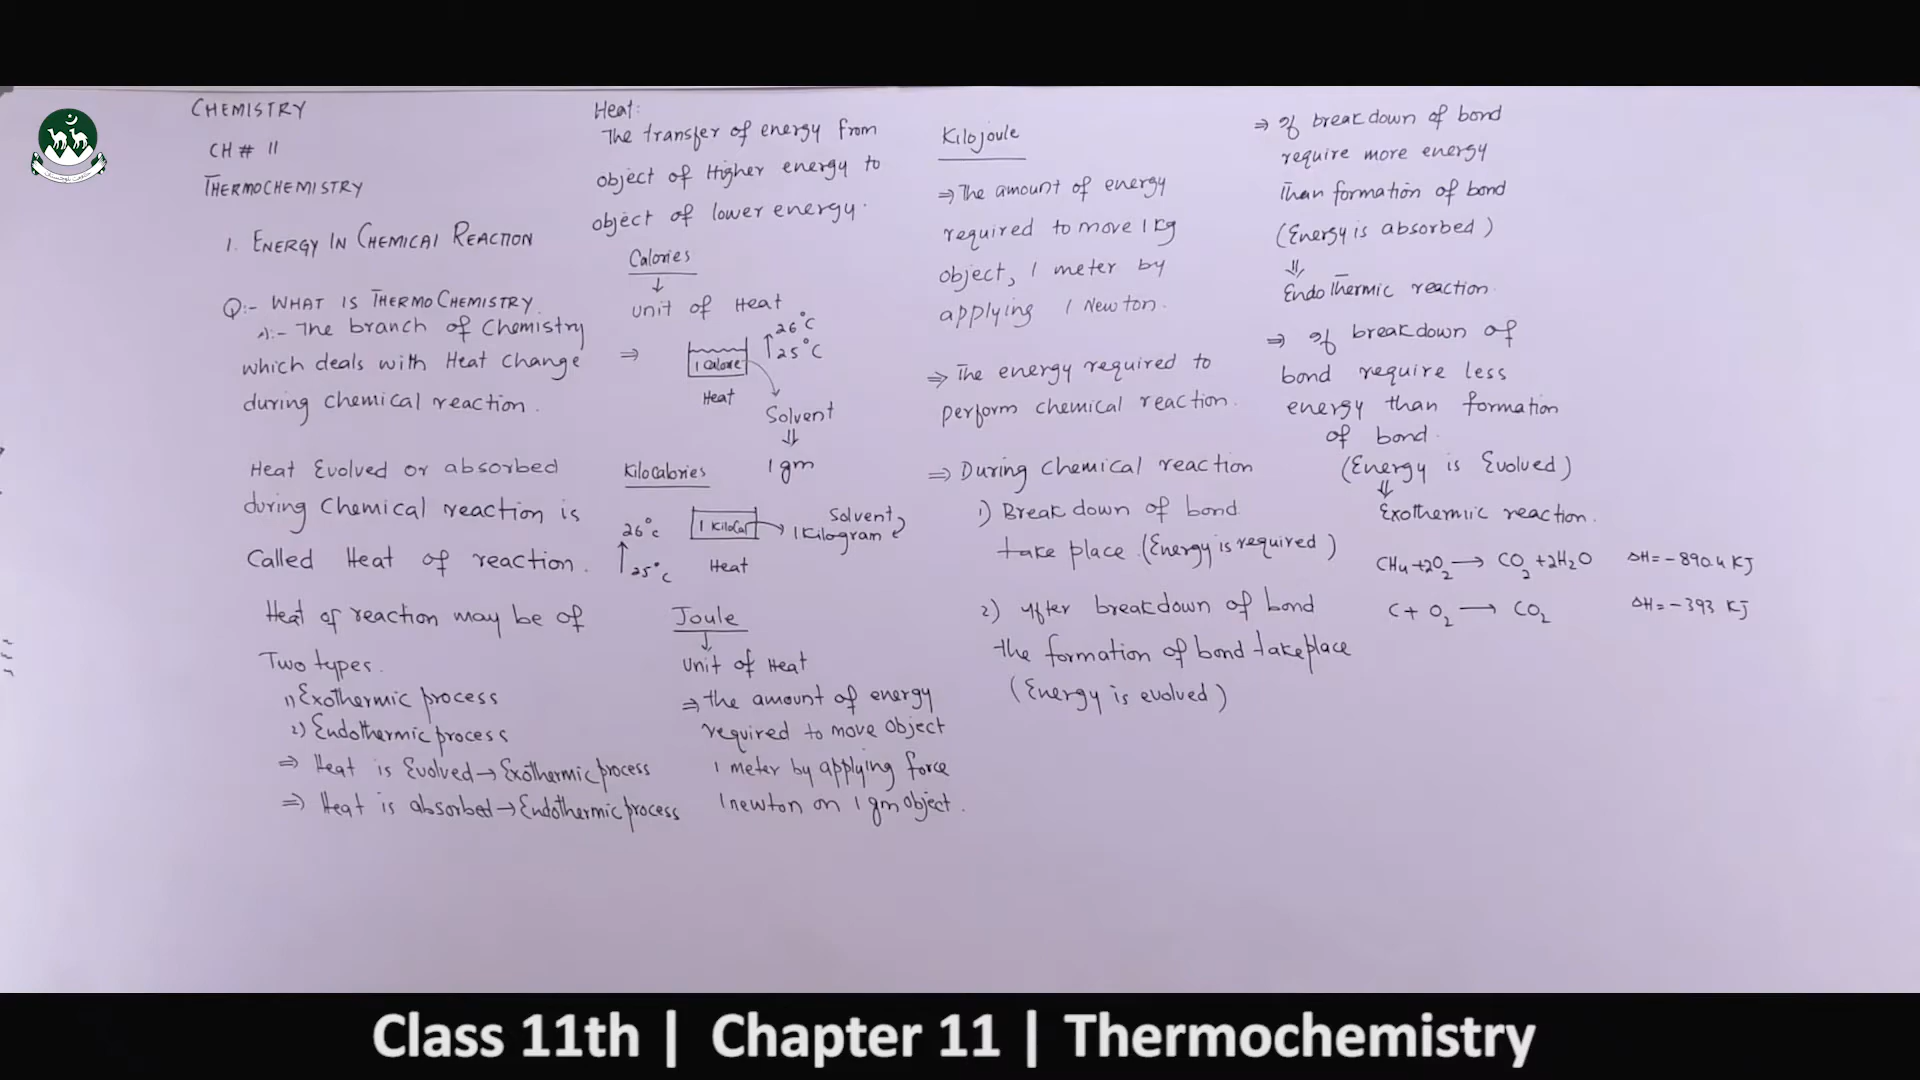 CHEMISTRY
CH # 11
THERMOCHEMISTRY
1. ENERGY IN CHEMICAl REACTION
Q:- WHAT IS THERMOCHEMISTRY.
A:- The branch of Chemistry
which deals with Heat Change
during chemical reaction.
Heat Evolved or absorbed
during Chemical reaction is
Called Heat of reaction.
Heat of reaction may be of
Two types.
1) Exothermic process
2) Endothermic process
⇒ Heat is Evolved → Exothermic process
⇒ Heat is absorbed → Endothermic process
Heat:
The transfer of energy from
object of Higher energy to
object of lower energy.
Calories
↓
unit of Heat
⇒ 1 Calorie ↑ 26°C
25°C
Heat
Solvent
⇓
1 gm
Kilocalories
26°c
↑ 25°C
1 KiloCal → 1 Kilogram
Solvent
Heat
Joule
↓
Unit of Heat
⇒ the amount of energy
required to move object
1 meter by applying force
1 newton on 1 gm object.
Kilojoule
⇒ The amount of energy
required to move 1 Kg
object, 1 meter by
applying 1 Newton.
⇒ The energy required to
perform chemical reaction.
⇒ During chemical reaction
1) Break down of bond
take place (Energy is required)
2) After breakdown of bond
the formation of bond take place
(Energy is evolved)
⇒ If break down of bond
require more energy
Than formation of bond
(Energy is absorbed)
⇓
Endothermic reaction.
⇒ If breakdown of
bond require less
energy than formation
of bond.
(Energy is Evolved)
⇓
Exothermic reaction.
CH4 + 2O2 → CO2 + 2H2O ΔH = -890.4 KJ
C + O2 → CO2 ΔH = -393 KJ
Class 11th | Chapter 11 | Thermochemistry